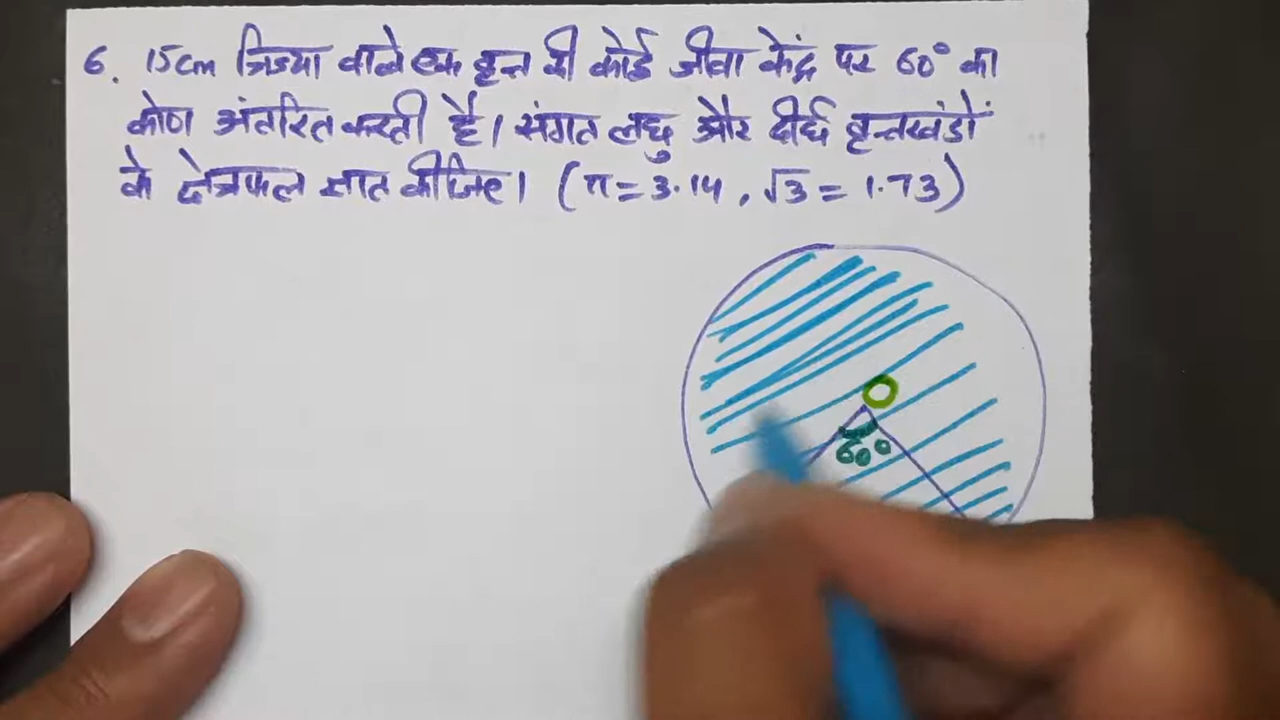 6. 15cm त्रिज्या वाले एक वृत्त की कोई जीवा केंद्र पर 60° का
कोण अंतरित करती है। संगत लघु और दीर्घ वृत्तखंडों
के क्षेत्रफल ज्ञात कीजिए। (π = 3.14 , √3 = 1.73)
O
60°